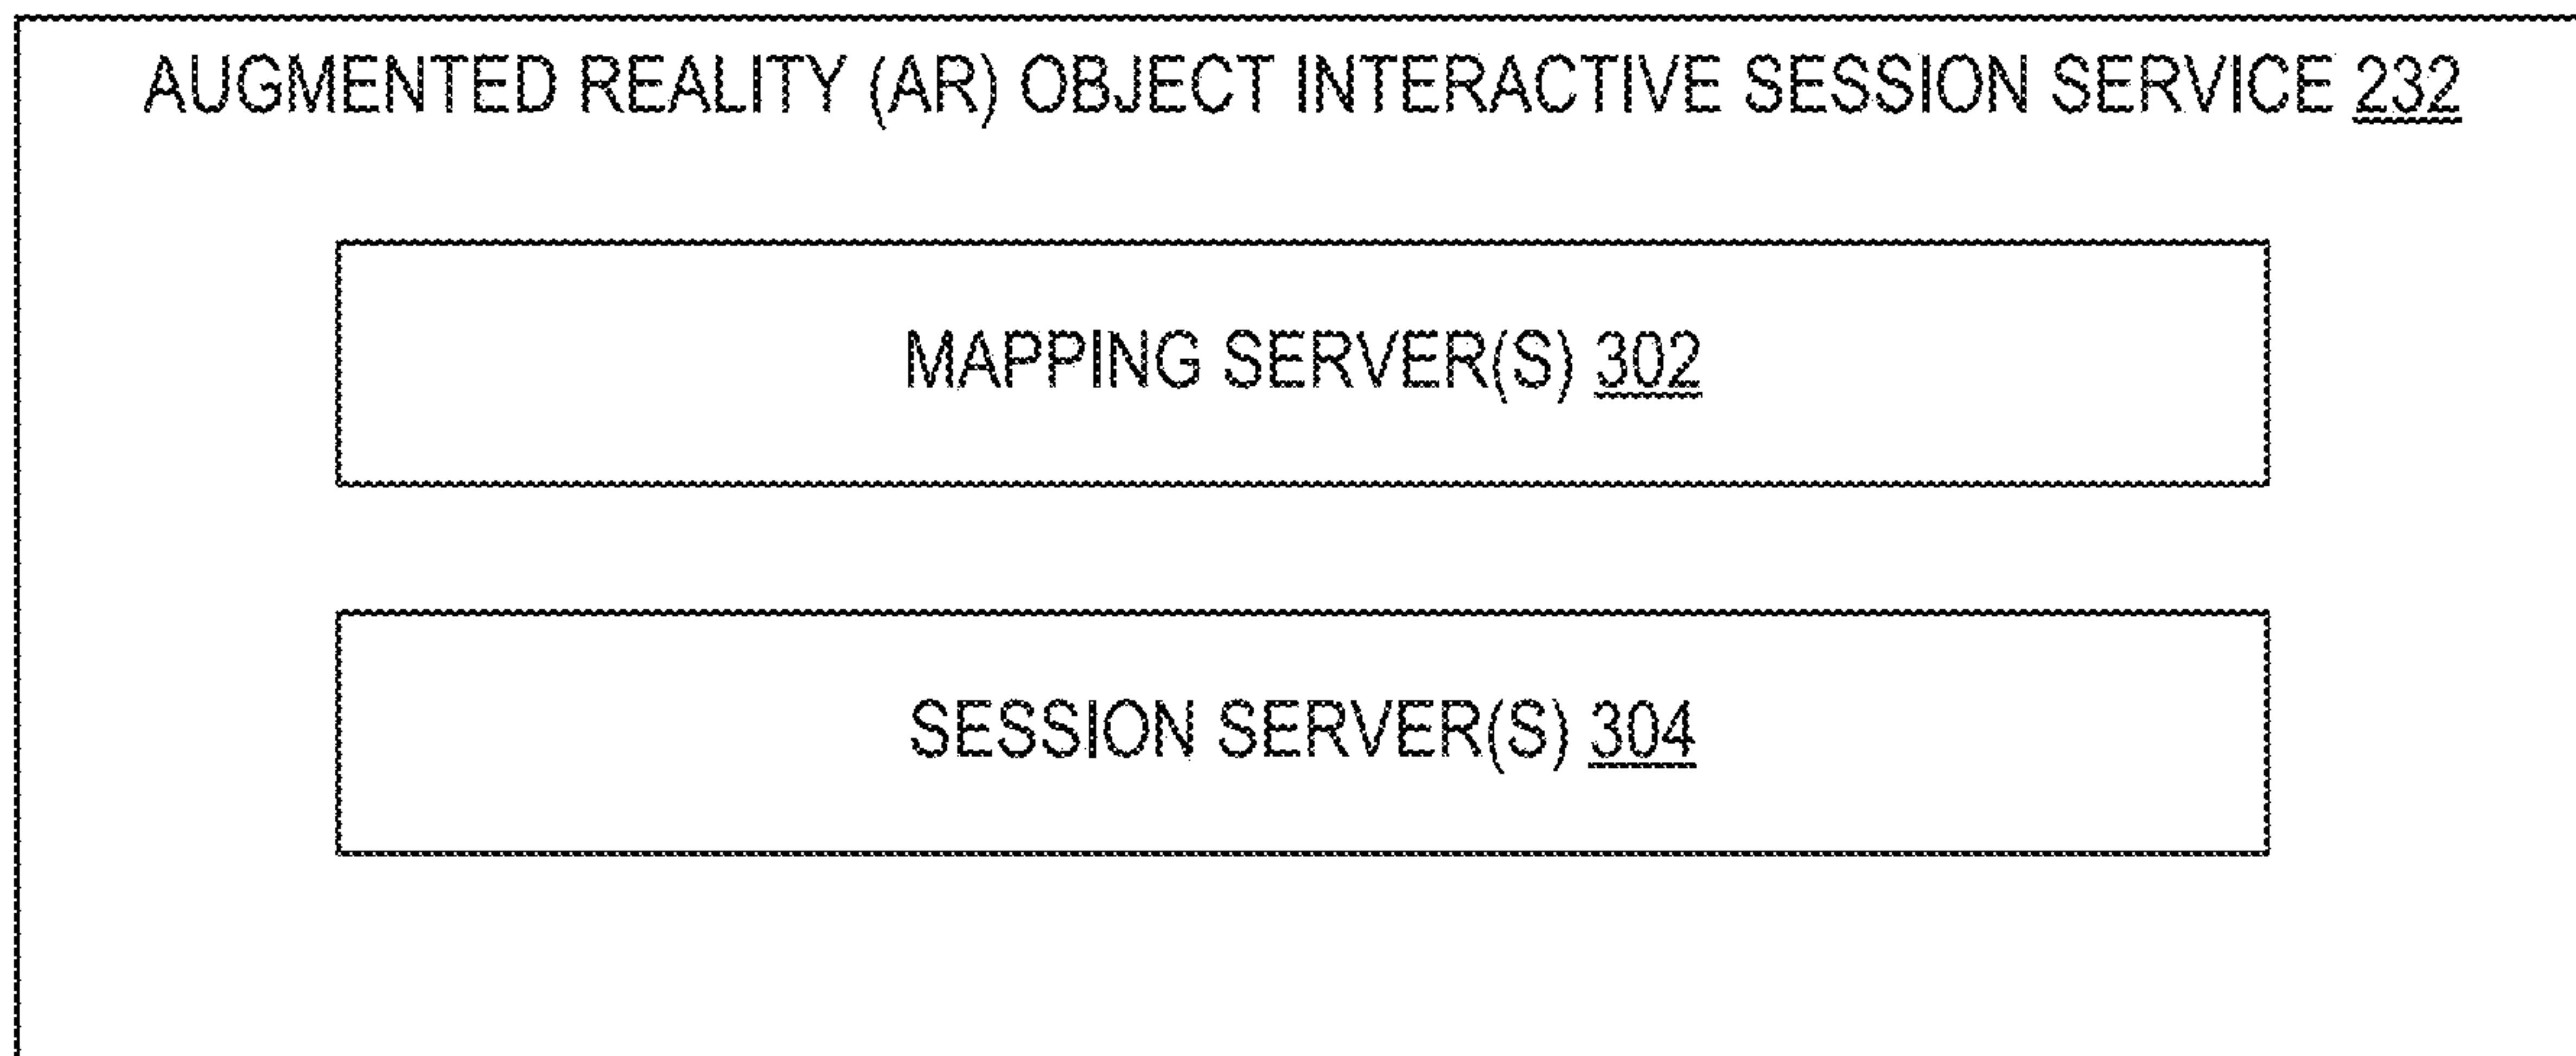 AUGMENTED REALITY (AR) OBJECT INTERACTIVE SESSION SERVICE 232
MAPPING SERVER(S) 302
SESSION SERVER(S) 304